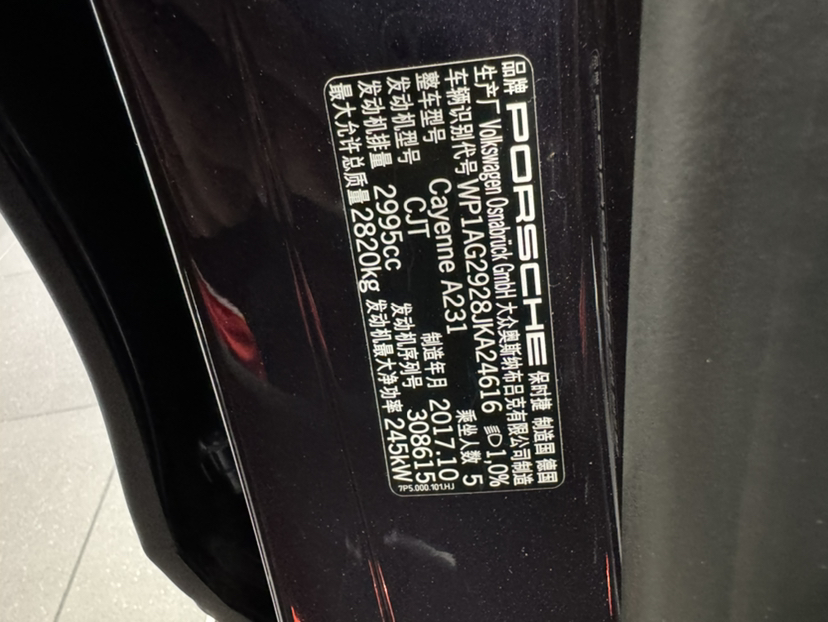 品牌 PORSCHE 保时捷 制造国 德国
生产厂 Volkswagen Osnabrück GmbH 大众奥斯纳布吕克有限公司制造
车辆识别代号 WP1AG2928JKA24616 1,0%
整车型号 Cayenne A231 乘坐人数 5
发动机型号 CJT 制造年月 2017.10
发动机排量 2995cc 发动机序列号 308615
最大允许总质量 2820kg 发动机最大净功率 245kW
7P5.000.101.HJ